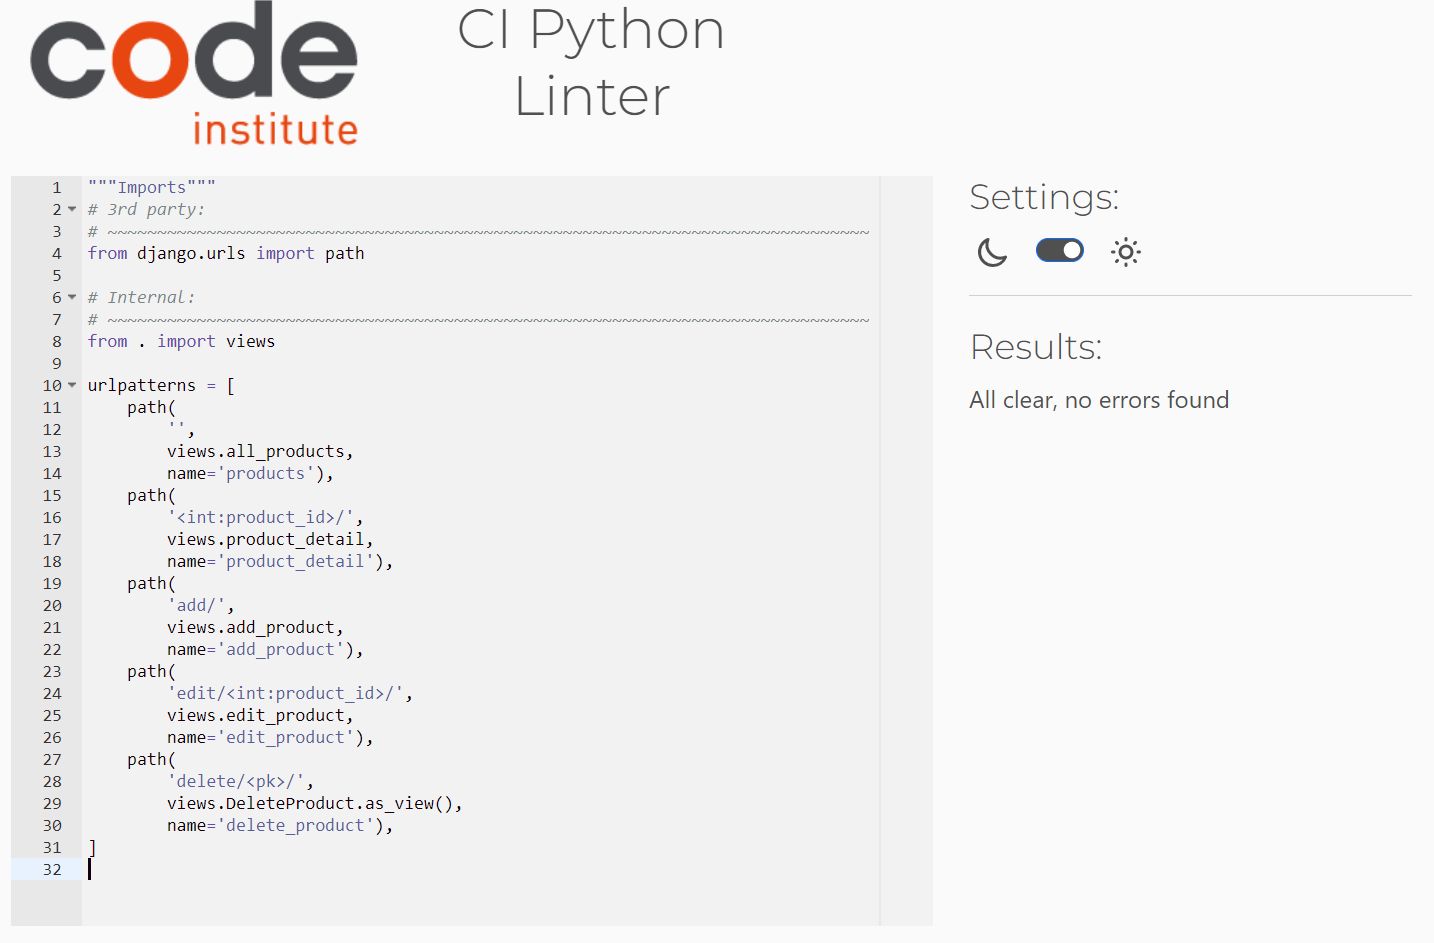 code
institute
CI Python
Linter
1 """Imports"""
2 # 3rd party:
3 # ~~~~~~~~~~~~~~~~~~~~~~~~~~~~~~~~~~~~~~~~~~~~~~~~~~~~~~~~~~~~~~~~~~~~~~~~~~~~~
4 from django.urls import path
5
6 # Internal:
7 # ~~~~~~~~~~~~~~~~~~~~~~~~~~~~~~~~~~~~~~~~~~~~~~~~~~~~~~~~~~~~~~~~~~~~~~~~~~~~~
8 from . import views
9
10 urlpatterns = [
11     path(
12         '',
13         views.all_products,
14         name='products'),
15     path(
16         '<int:product_id>/',
17         views.product_detail,
18         name='product_detail'),
19     path(
20         'add/',
21         views.add_product,
22         name='add_product'),
23     path(
24         'edit/<int:product_id>/',
25         views.edit_product,
26         name='edit_product'),
27     path(
28         'delete/<pk>/',
29         views.DeleteProduct.as_view(),
30         name='delete_product'),
31 ]
32
Settings:
Results:
All clear, no errors found